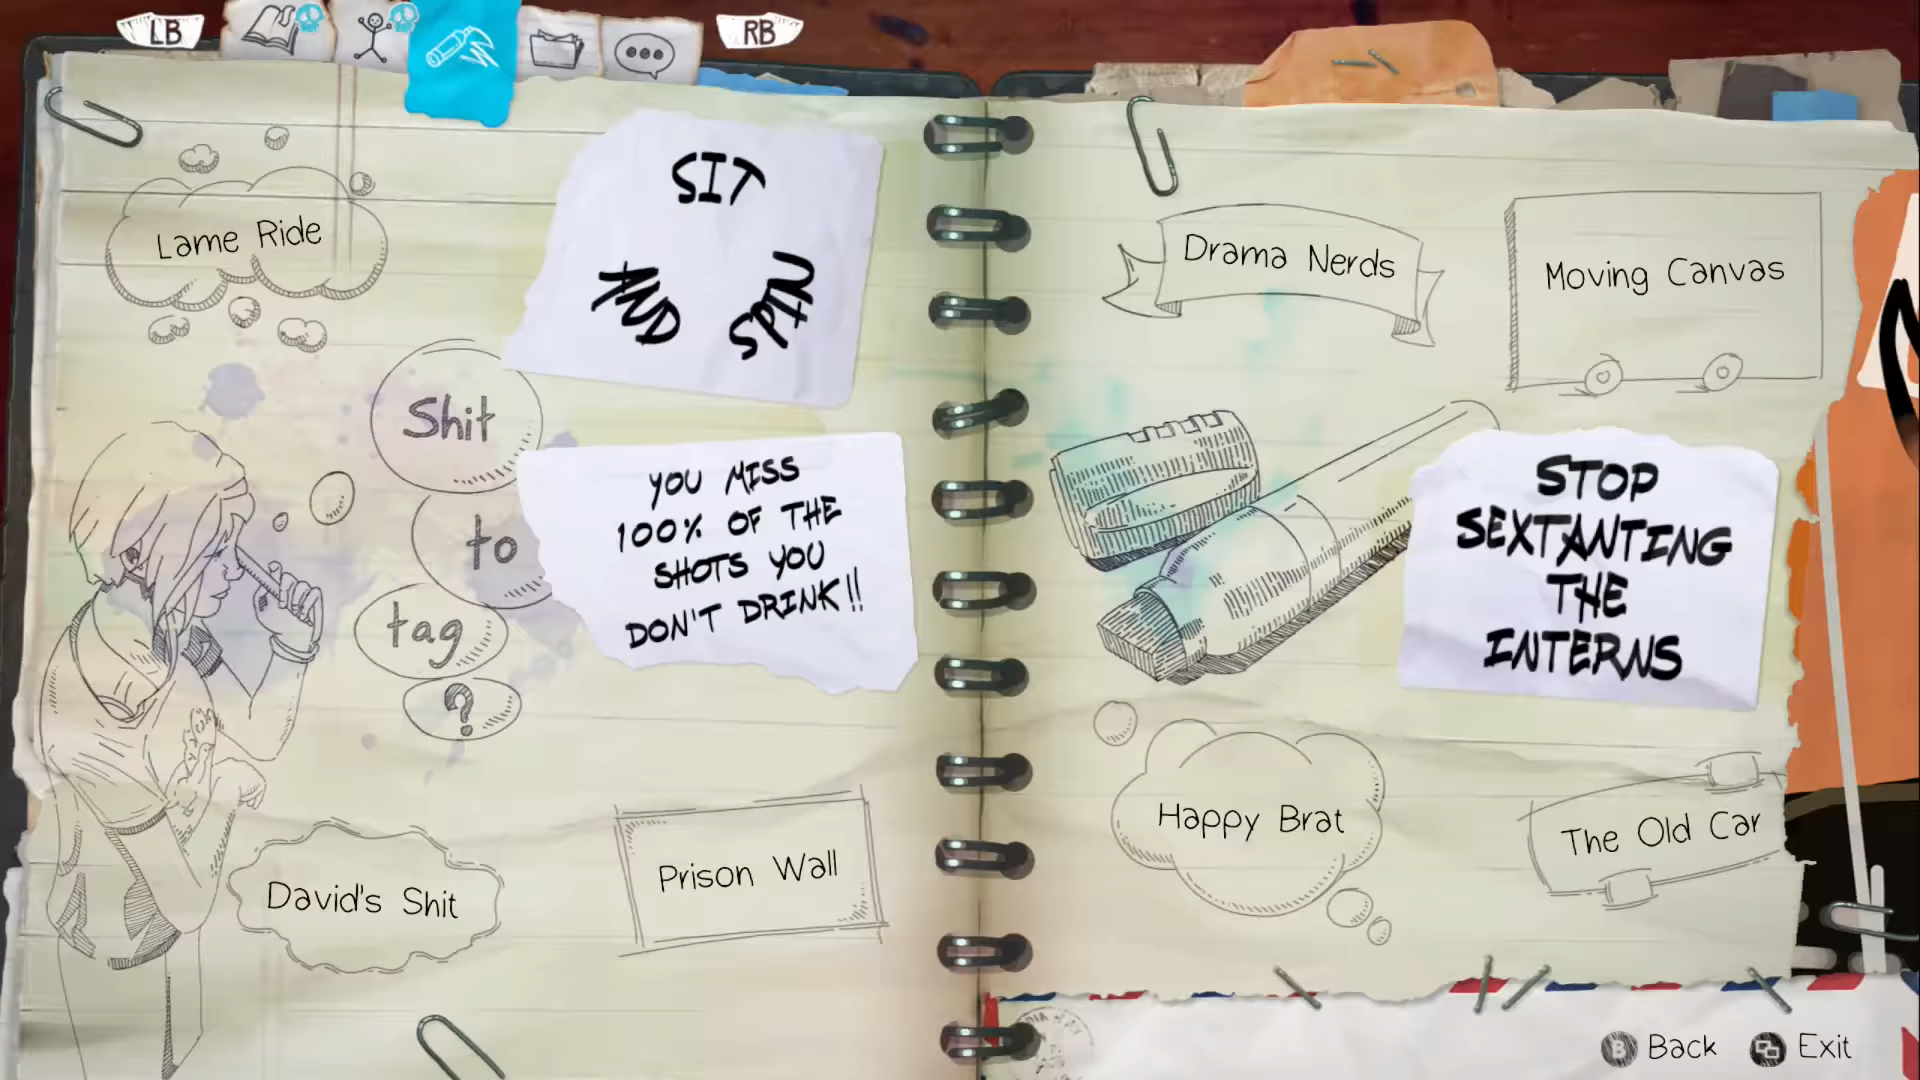 LB
RB
Lame Ride
SIT
AND
SPIN
Shit
to
tag
?
YOU MISS
100% OF THE
SHOTS YOU
DON'T DRINK!!
David's Shit
Prison Wall
Drama Nerds
Moving Canvas
STOP
SEXTANTING
THE
INTERNS
Happy Brat
The Old Car
B Back
Exit